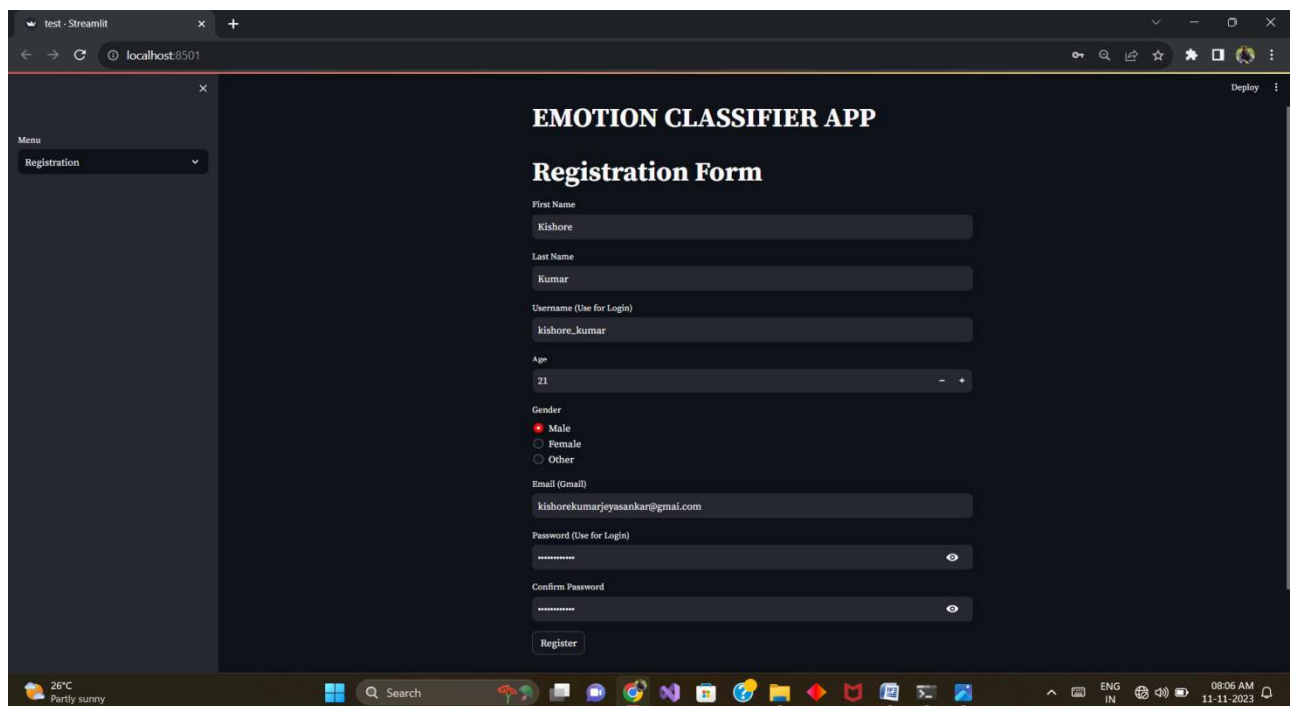 test · Streamlit
localhost:8501
Deploy
Menu
Registration
EMOTION CLASSIFIER APP
Registration Form
First Name
Kishore
Last Name
Kumar
Username (Use for Login)
kishore_kumar
Age
21
Gender
Male
Female
Other
Email (Gmail)
kishorekumarjeyasankar@gmai.com
Password (Use for Login)
••••••••••••
Confirm Password
••••••••••••
Register
26°C
Partly sunny
Search
ENG
IN
08:06 AM
11-11-2023